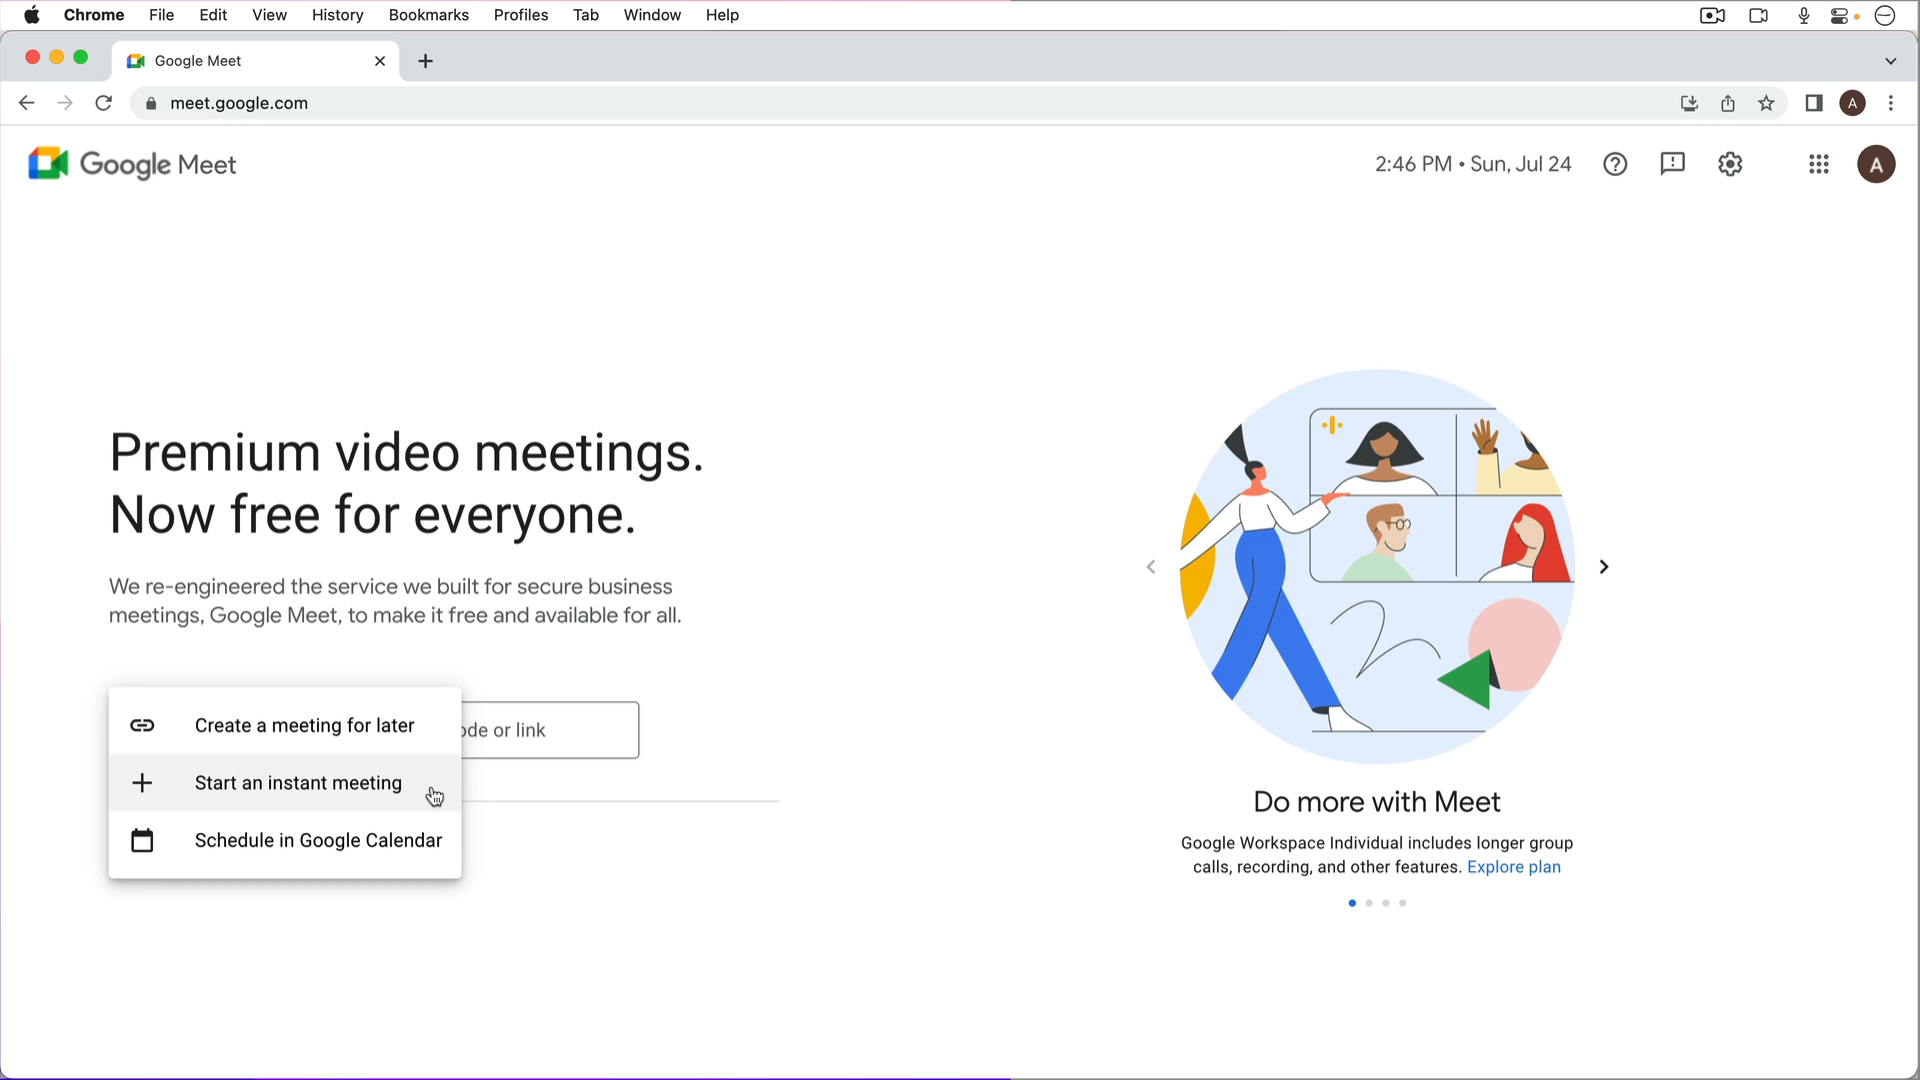 Chrome File Edit View History Bookmarks Profiles Tab Window Help
Google Meet
meet.google.com
A
Google Meet
2:46 PM • Sun, Jul 24
A
Premium video meetings.
Now free for everyone.
We re-engineered the service we built for secure business
meetings, Google Meet, to make it free and available for all.
Create a meeting for later
or link
Start an instant meeting
Schedule in Google Calendar
Do more with Meet
Google Workspace Individual includes longer group
calls, recording, and other features. Explore plan